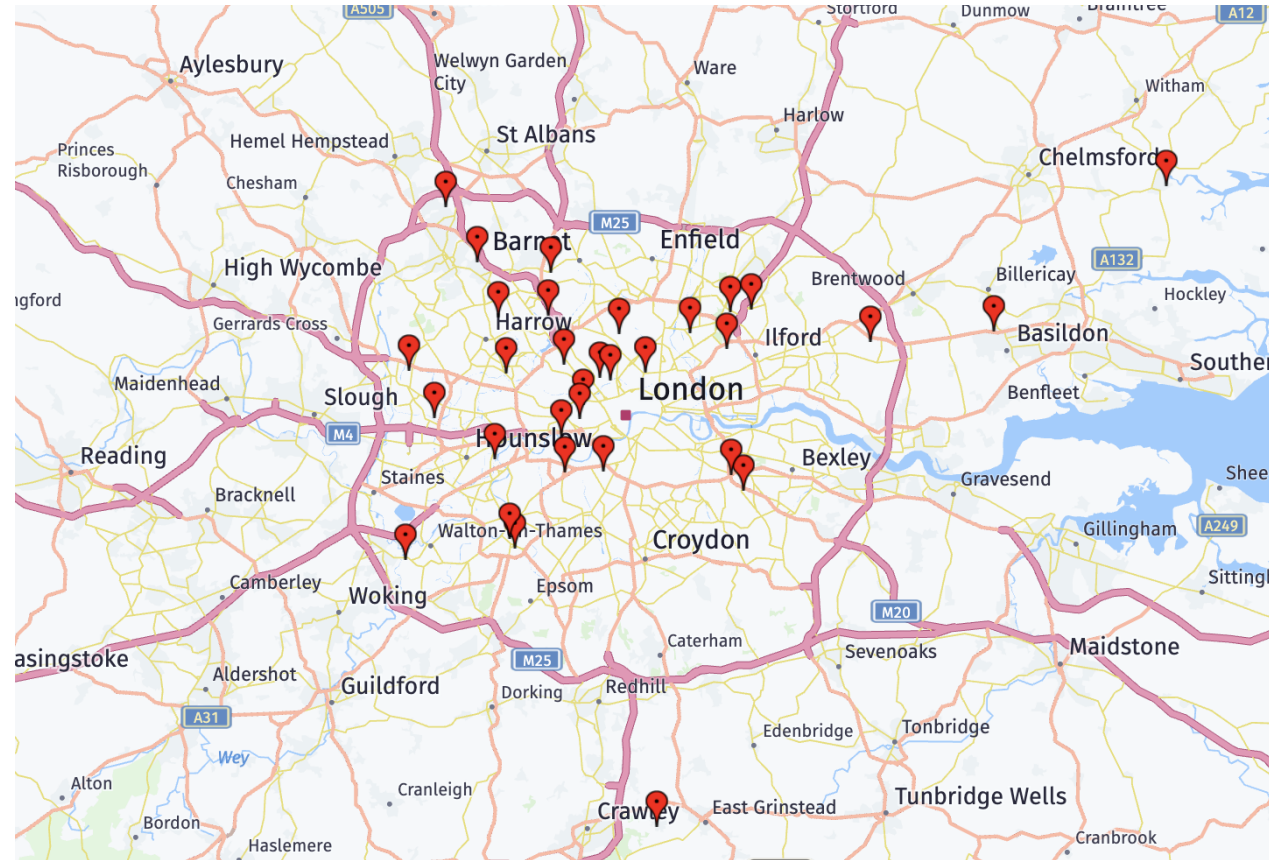 A505
Stortford
Dunmow
Braintree
A12
Aylesbury
Welwyn Garden
City
Ware
Witham
Harlow
St Albans
Hemel Hempstead
Princes
Risborough
Chelmsford
Chesham
M25
Barnet
Enfield
High Wycombe
A132
Billericay
Brentwood
Hockley
ngford
Gerrards Cross
Harrow
Ilford
Basildon
Souther
Maidenhead
Slough
London
Benfleet
M4
Hounslow
Reading
Bexley
Staines
Gravesend
Shee
Bracknell
Walton-on-Thames
Croydon
Gillingham
A249
Camberley
Woking
Epsom
Sitting
M20
Caterham
Maidstone
asingstoke
Sevenoaks
M25
Aldershot
Guildford
Dorking
Redhill
A31
Edenbridge
Tonbridge
Wey
Alton
Cranleigh
Crawley
East Grinstead
Tunbridge Wells
Bordon
Haslemere
Cranbrook